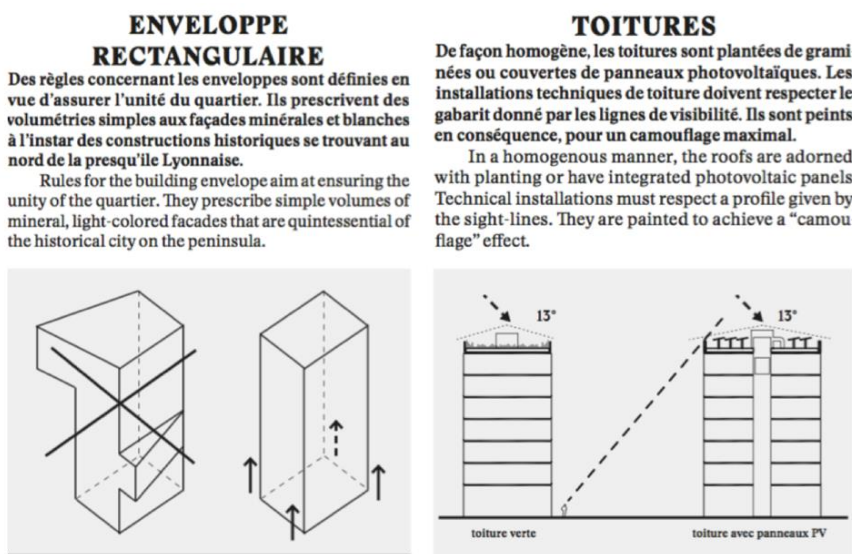 ENVELOPPE
RECTANGULAIRE
Des règles concernant les enveloppes sont définies en
vue d'assurer l'unité du quartier. Ils prescrivent des
volumétries simples aux façades minérales et blanches
à l'instar des constructions historiques se trouvant au
nord de la presqu'ile Lyonnaise.
Rules for the building envelope aim at ensuring the
unity of the quartier. They prescribe simple volumes of
mineral, light-colored facades that are quintessential of
the historical city on the peninsula.
TOITURES
De façon homogène, les toitures sont plantées de grami
nées ou couvertes de panneaux photovoltaïques. Les
installations techniques de toiture doivent respecter le
gabarit donné par les lignes de visibilité. Ils sont peints
en conséquence, pour un camouflage maximal.
In a homogenous manner, the roofs are adorned
with planting or have integrated photovoltaic panels
Technical installations must respect a profile given by
the sight-lines. They are painted to achieve a “camou
flage” effect.
13°
13°
toiture verte
toiture avec panneaux PV